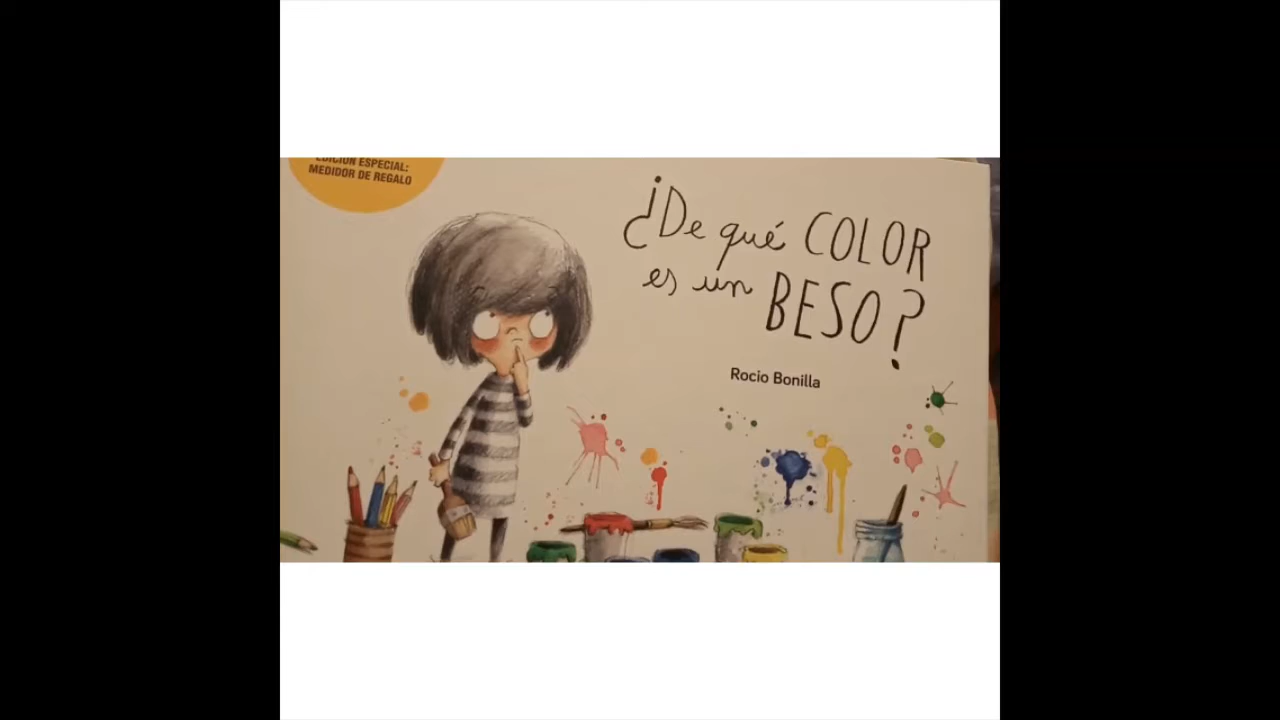 EDICIÓN ESPECIAL:
MEDIDOR DE REGALO
¿De qué COLOR
es un BESO?
Rocio Bonilla